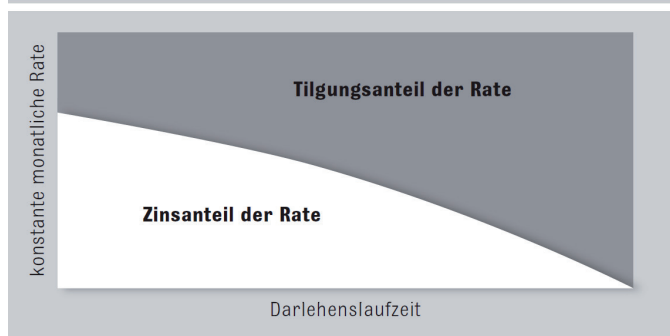 Tilgungsanteil der Rate
konstante monatliche Rate
Zinsanteil der Rate
Darlehenslaufzeit